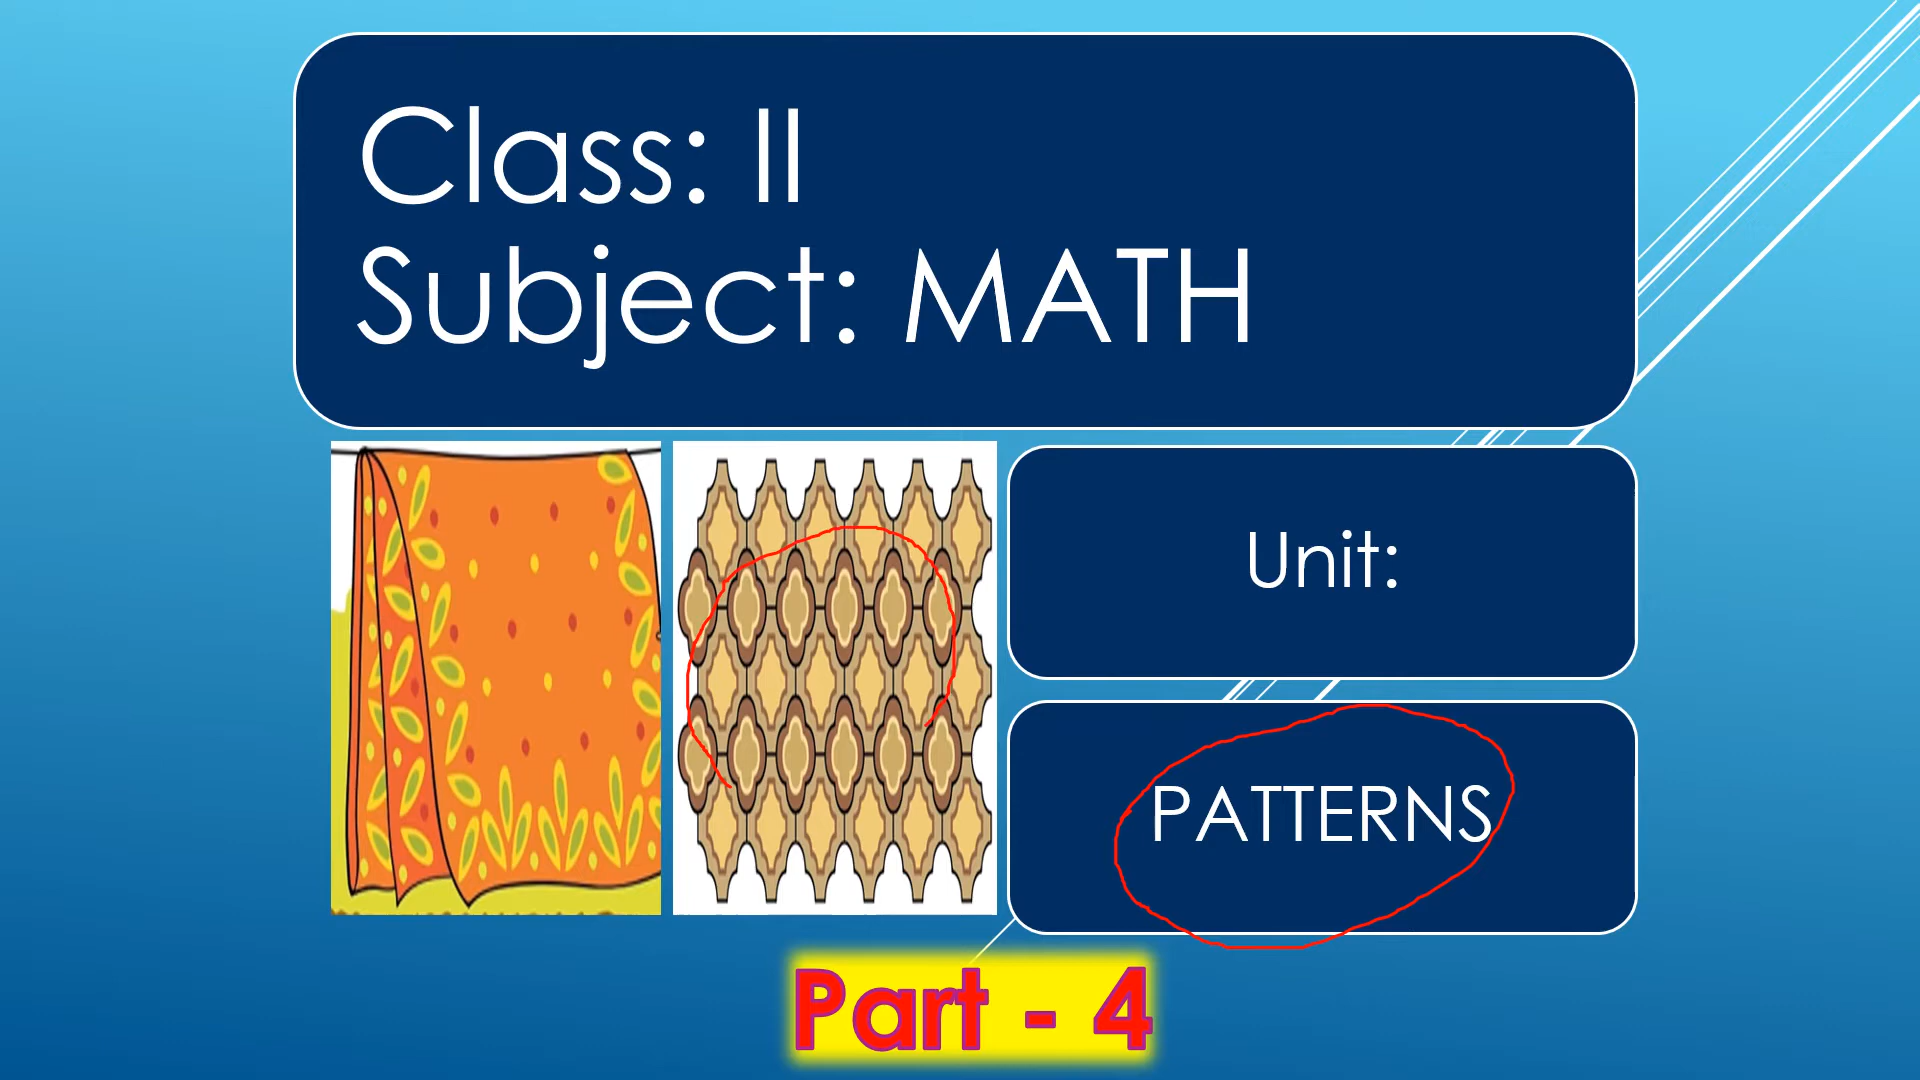 Class: II
Subject: MATH
Unit:
PATTERNS
Part - 4